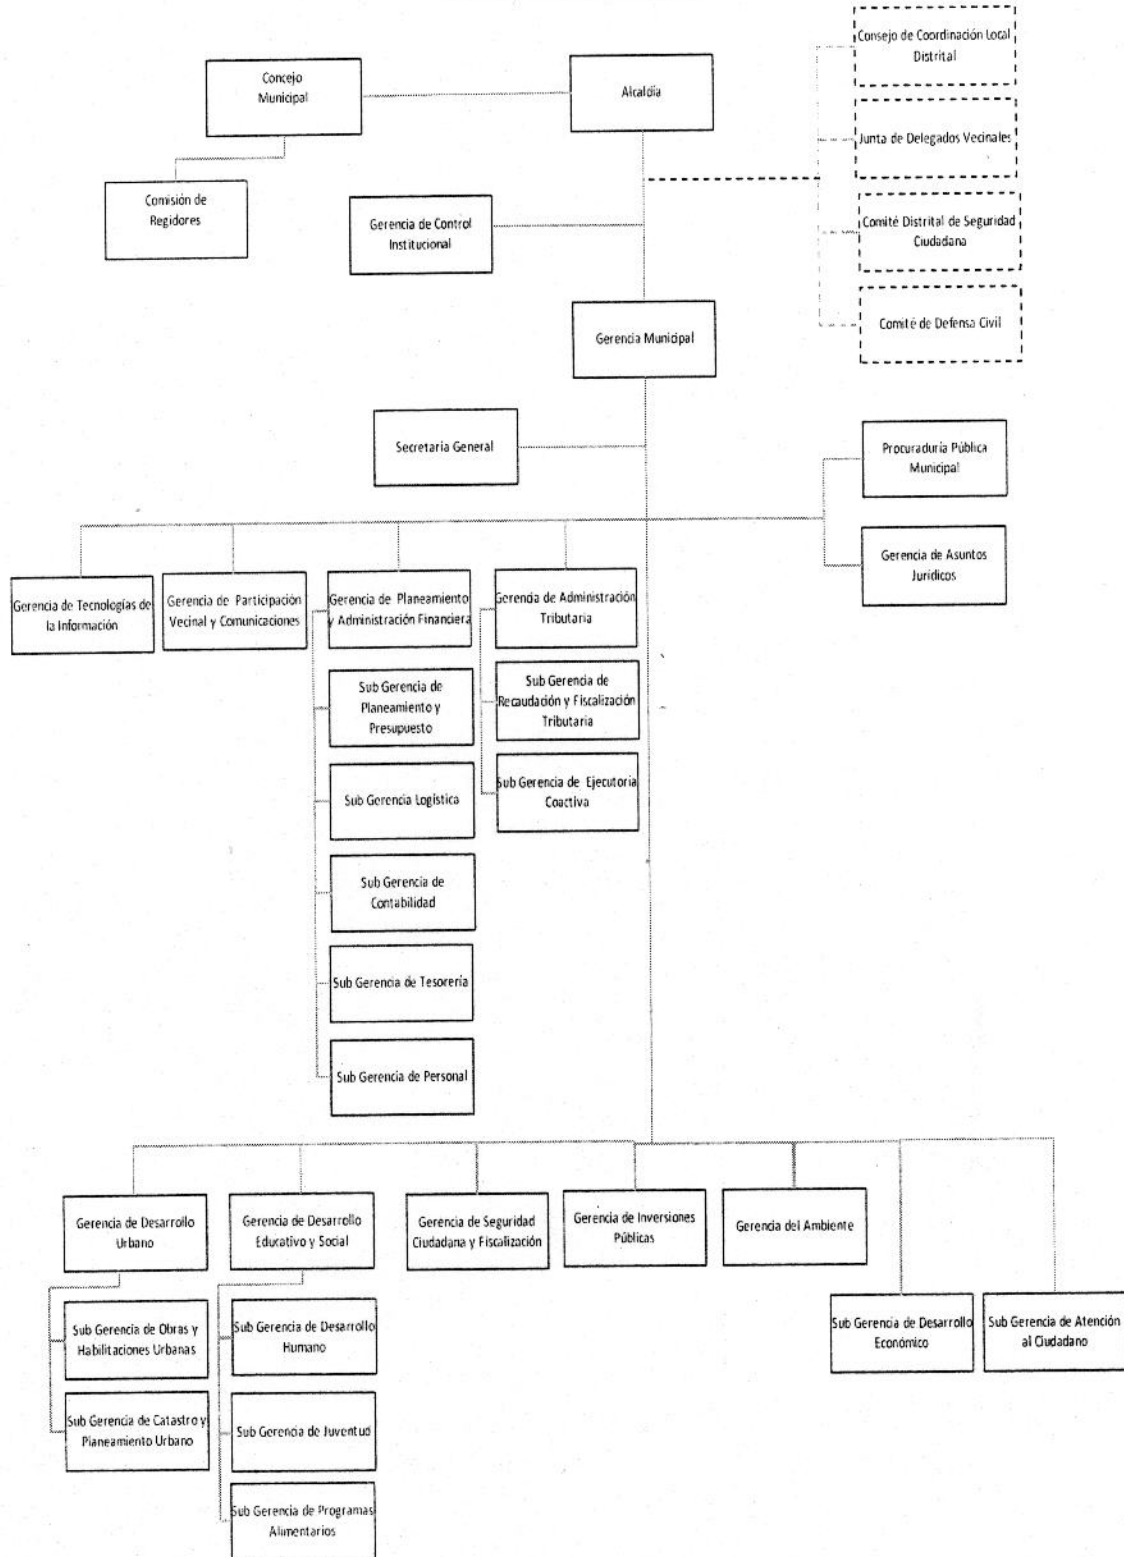 Consejo de Coordinación Local
Distrital
Concejo
Municipal
Alcaldía
Junta de Delegados Vecinales
Comisión de
Regidores
Gerencia de Control
Institucional
Comité Distrital de Seguridad
Ciudadana
Gerencia Municipal
Comité de Defensa Civil
Secretaria General
Procuraduría Pública
Municipal
Gerencia de Asuntos
Jurídicos
Gerencia de Tecnologías de
la Información
Gerencia de Participación
Vecinal y Comunicaciones
Gerencia de Planeamiento
y Administración Financiera
Gerencia de Administración
Tributaria
Sub Gerencia de
Planeamiento y
Presupuesto
Sub Gerencia de
Recaudación y Fiscalización
Tributaria
Sub Gerencia Logística
Sub Gerencia de Ejecutoria
Coactiva
Sub Gerencia de
Contabilidad
Sub Gerencia de Tesorería
Sub Gerencia de Personal
Gerencia de Desarrollo
Urbano
Gerencia de Desarrollo
Educativo y Social
Gerencia de Seguridad
Ciudadana y Fiscalización
Gerencia de Inversiones
Públicas
Gerencia del Ambiente
Sub Gerencia de Obras y
Habilitaciones Urbanas
Sub Gerencia de Desarrollo
Humano
Sub Gerencia de Desarrollo
Económico
Sub Gerencia de Atención
al Ciudadano
Sub Gerencia de Catastro y
Planeamiento Urbano
Sub Gerencia de Juventud
Sub Gerencia de Programas
Alimentarios